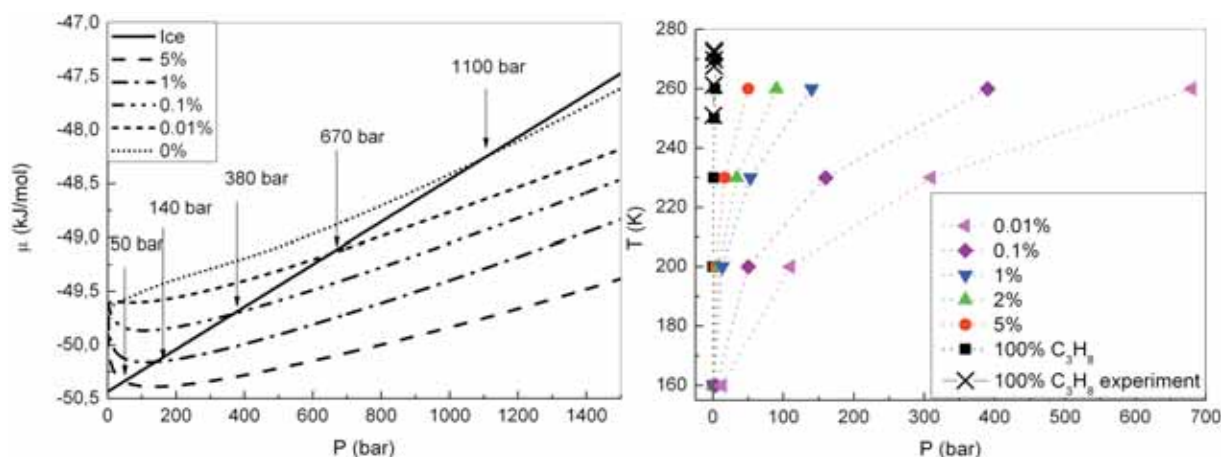 -47,0
-47,5
-48,0
-48,5
-49,0
-49,5
-50,0
-50,5
μ (kJ/mol)
Ice
5%
1%
0.1%
0.01%
0%
50 bar
140 bar
380 bar
670 bar
1100 bar
0 200 400 600 800 1000 1200 1400
P (bar)
280
260
240
220
200
180
160
T (K)
0.01%
0.1%
1%
2%
5%
100% C₃H₈
100% C₃H₈ experiment
0 100 200 300 400 500 600 700
P (bar)